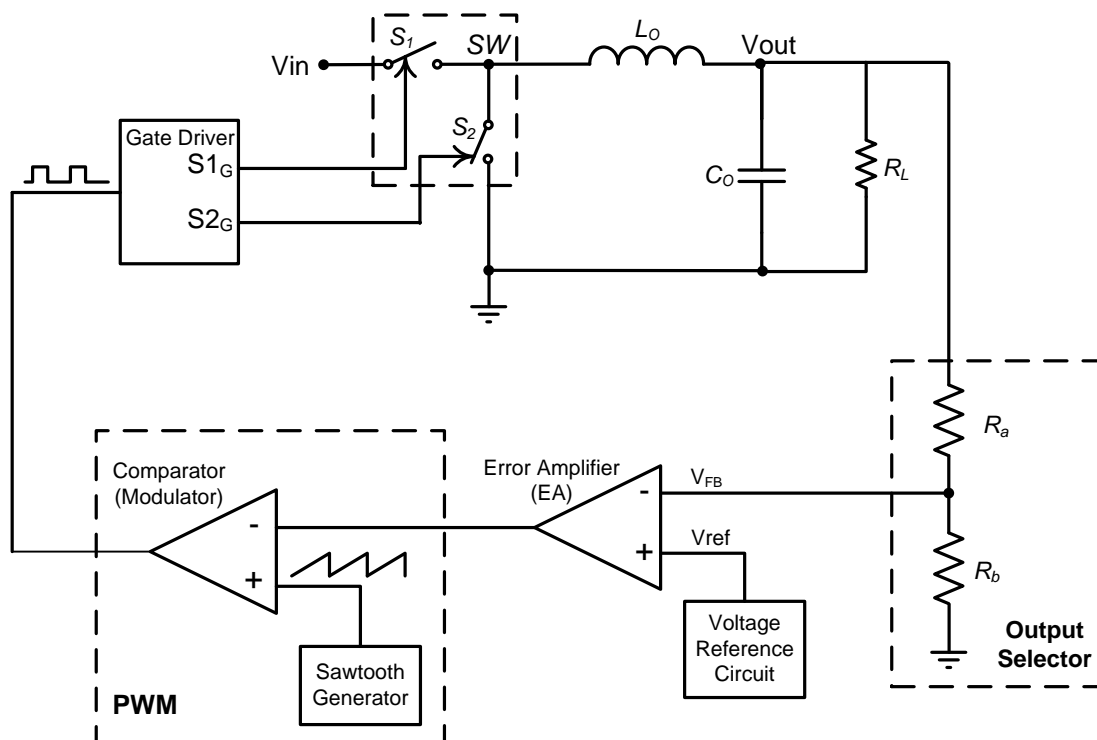 S1
SW
LO
Vout
Vin
S2
Gate Driver
S1G
S2G
CO
RL
Ra
Comparator
(Modulator)
Error Amplifier
(EA)
VFB
-
-
Vref
+
+
Rb
Voltage
Reference
Circuit
Output
Selector
Sawtooth
Generator
PWM